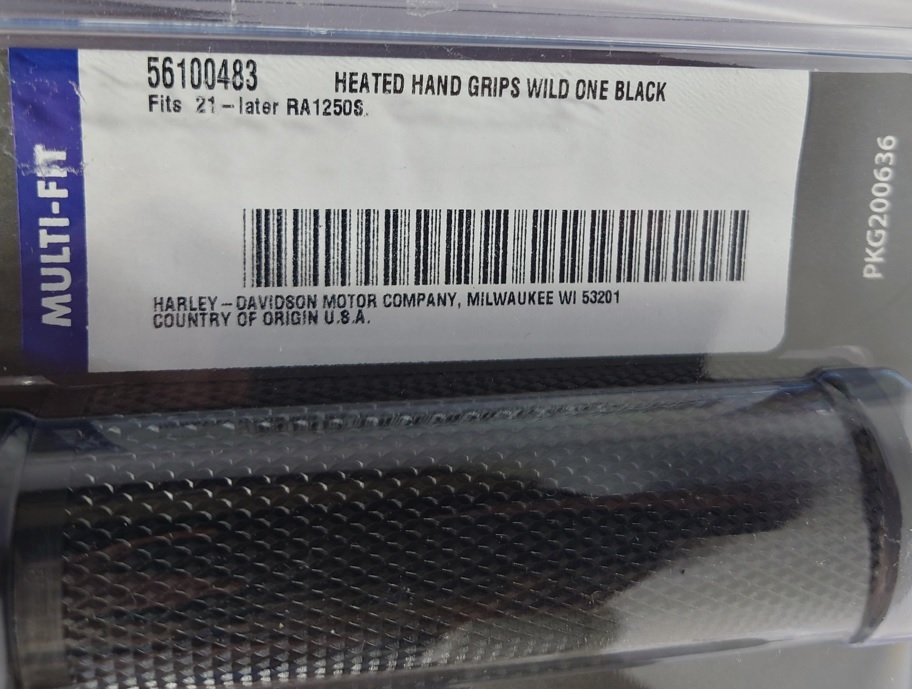 56100483 HEATED HAND GRIPS WILD ONE BLACK
Fits 21-later RA1250S.
MULTI-FIT
HARLEY-DAVIDSON MOTOR COMPANY, MILWAUKEE WI 53201
COUNTRY OF ORIGIN U.S.A.
PKG200636